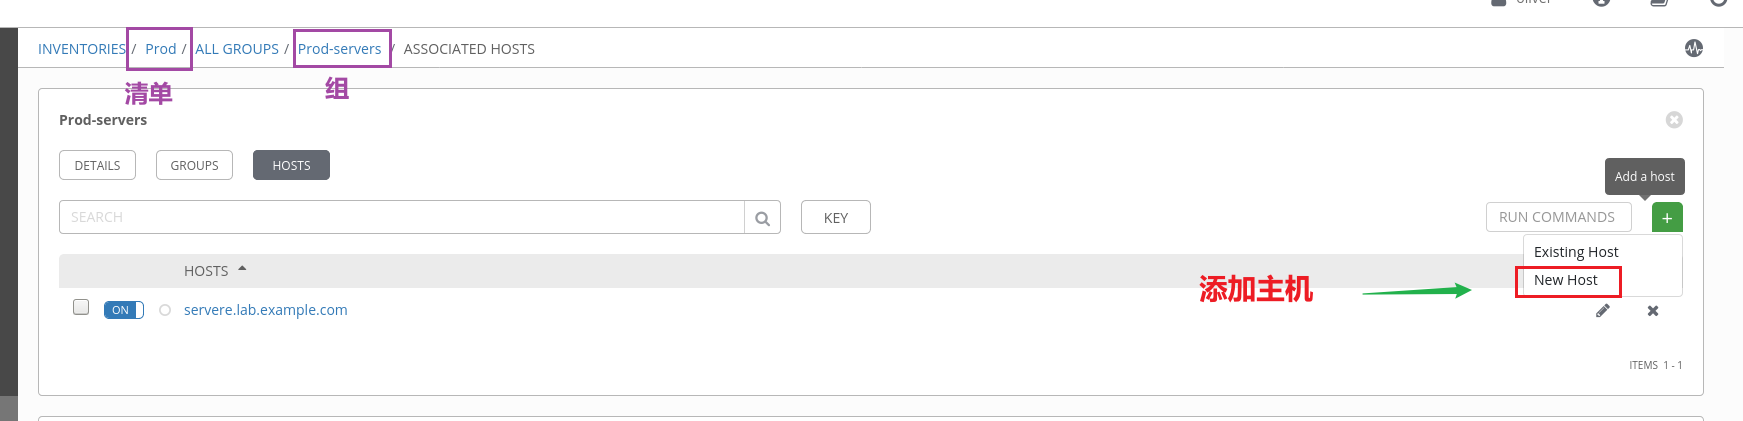 oliver
INVENTORIES / Prod / ALL GROUPS / Prod-servers / ASSOCIATED HOSTS
清单
组
Prod-servers
DETAILS GROUPS HOSTS
Add a host
SEARCH KEY RUN COMMANDS +
Existing Host
HOSTS
添加主机 New Host
ON servere.lab.example.com
ITEMS 1 - 1